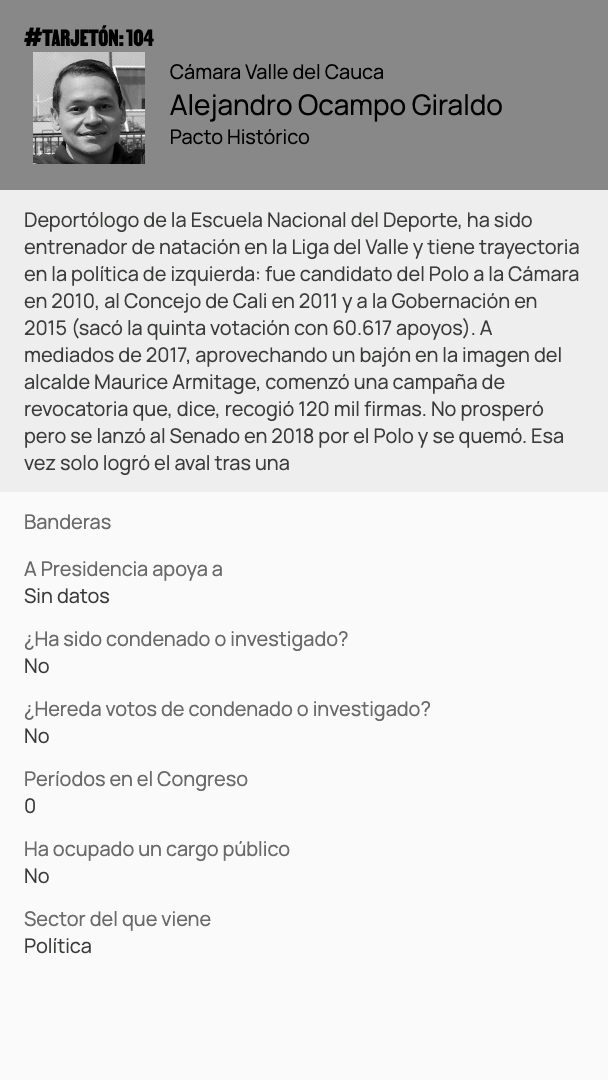 #TARJETÓN: 104
Cámara Valle del Cauca
Alejandro Ocampo Giraldo
Pacto Histórico
Deportólogo de la Escuela Nacional del Deporte, ha sido
entrenador de natación en la Liga del Valle y tiene trayectoria
en la política de izquierda: fue candidato del Polo a la Cámara
en 2010, al Concejo de Cali en 2011 y a la Gobernación en
2015 (sacó la quinta votación con 60.617 apoyos). A
mediados de 2017, aprovechando un bajón en la imagen del
alcalde Maurice Armitage, comenzó una campaña de
revocatoria que, dice, recogió 120 mil firmas. No prosperó
pero se lanzó al Senado en 2018 por el Polo y se quemó. Esa
vez solo logró el aval tras una
Banderas
A Presidencia apoya a
Sin datos
¿Ha sido condenado o investigado?
No
¿Hereda votos de condenado o investigado?
No
Períodos en el Congreso
0
Ha ocupado un cargo público
No
Sector del que viene
Política